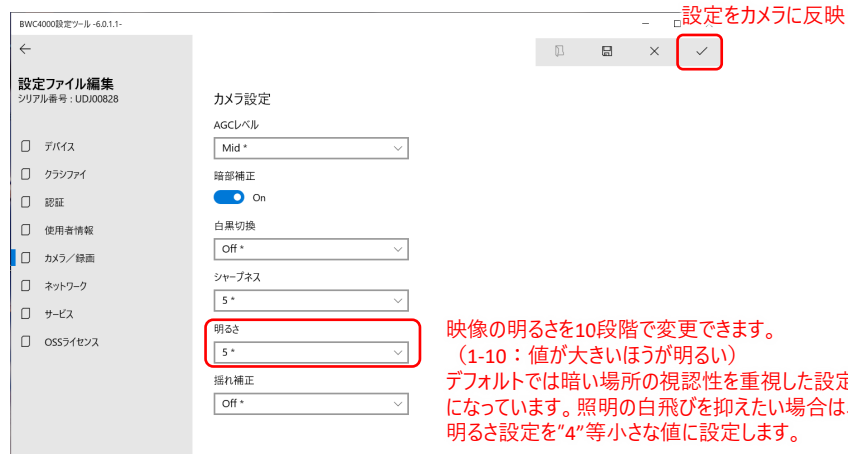 BWC4000設定ツール -6.0.1.1-
設定をカメラに反映
設定ファイル編集
シリアル番号 : UDJ00828
デバイス
クラシファイ
認証
使用者情報
カメラ/録画
ネットワーク
サービス
OSSライセンス
カメラ設定
AGCレベル
Mid *
暗部補正
On
白黒切換
Off *
シャープネス
5 *
明るさ
5 *
揺れ補正
Off *
映像の明るさを10段階で変更できます。
(1-10:値が大きいほうが明るい)
デフォルトでは暗い場所の視認性を重視した設定
になっています。照明の白飛びを抑えたい場合は、
明るさ設定を"4"等小さな値に設定します。